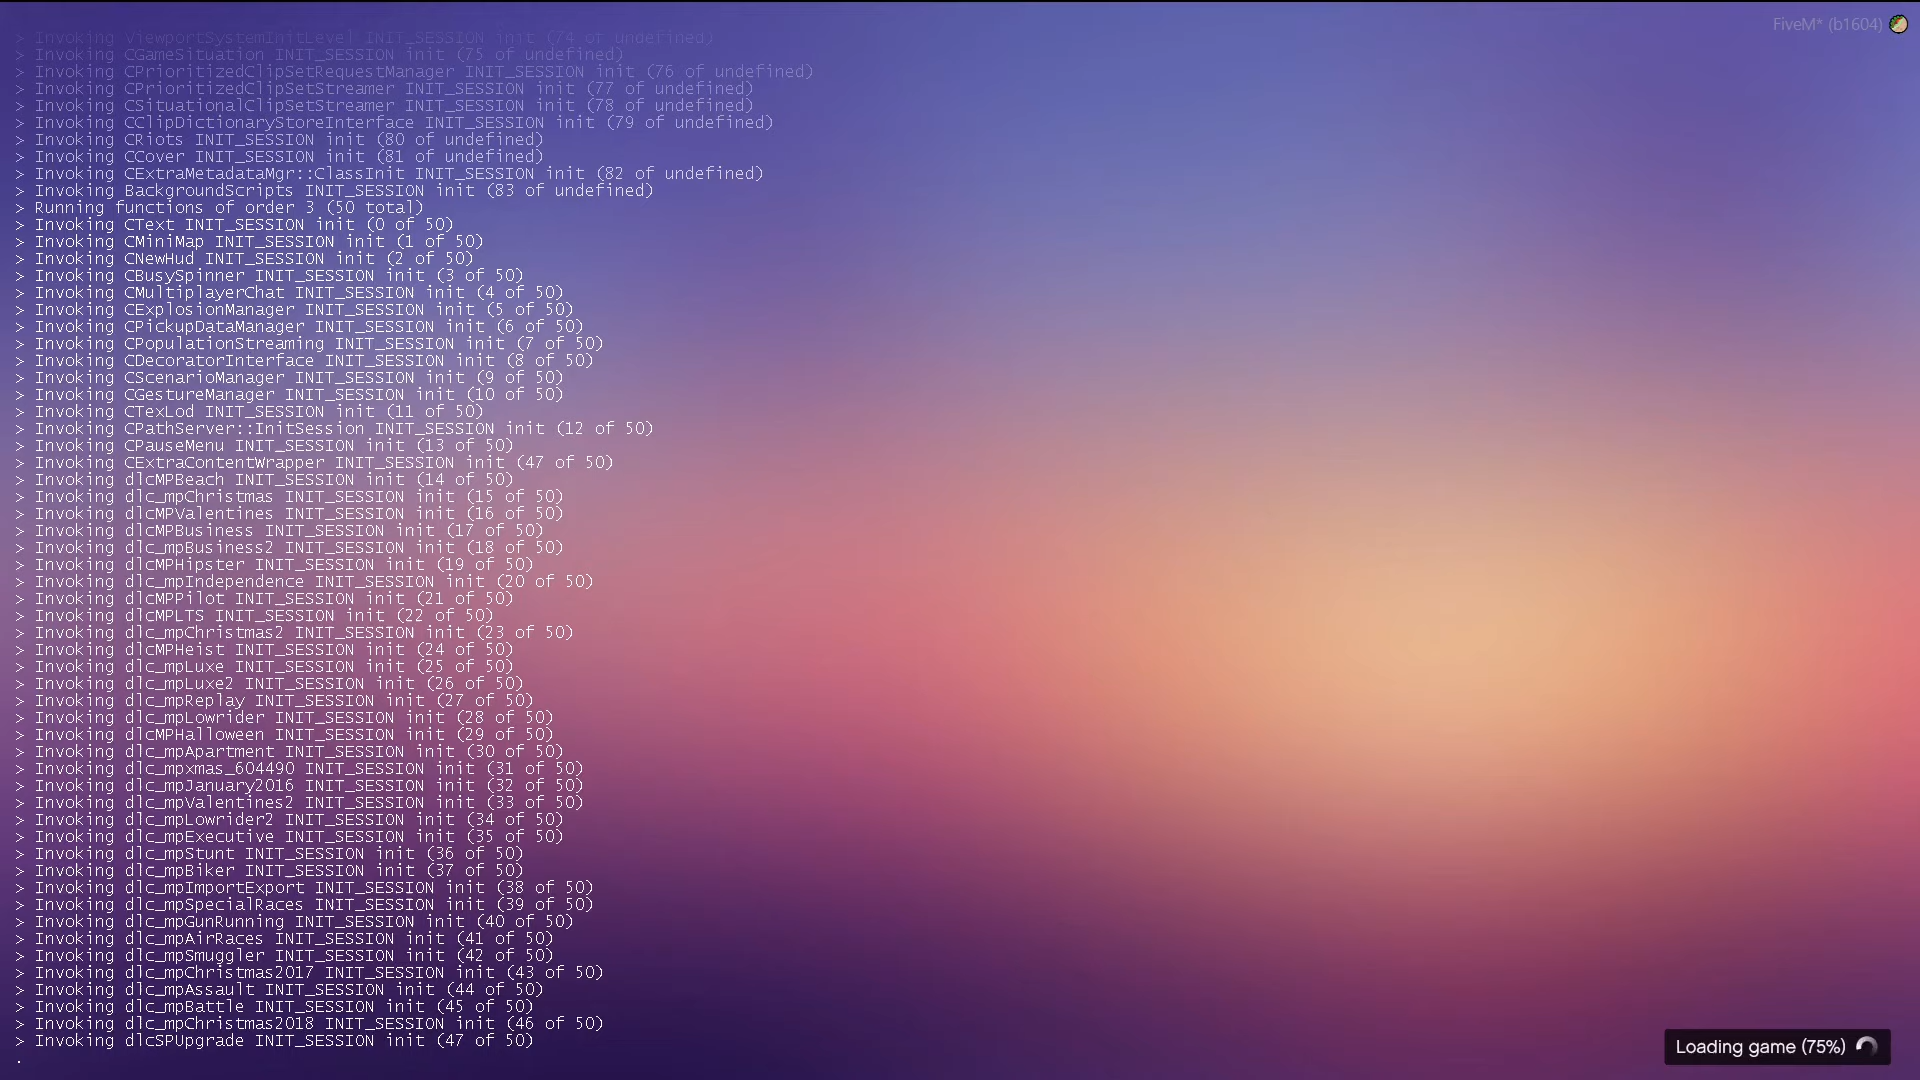 FiveM* (b1604)
> Invoking ViewportSystemInitLevel INIT_SESSION init (74 of undefined)
> Invoking CGameSituation INIT_SESSION init (75 of undefined)
> Invoking CPrioritizedClipSetRequestManager INIT_SESSION init (76 of undefined)
> Invoking CPrioritizedClipSetStreamer INIT_SESSION init (77 of undefined)
> Invoking CSituationalClipSetStreamer INIT_SESSION init (78 of undefined)
> Invoking CClipDictionaryStoreInterface INIT_SESSION init (79 of undefined)
> Invoking CRiots INIT_SESSION init (80 of undefined)
> Invoking CCover INIT_SESSION init (81 of undefined)
> Invoking CExtraMetadataMgr::ClassInit INIT_SESSION init (82 of undefined)
> Invoking BackgroundScripts INIT_SESSION init (83 of undefined)
> Running functions of order 3 (50 total)
> Invoking CText INIT_SESSION init (0 of 50)
> Invoking CMiniMap INIT_SESSION init (1 of 50)
> Invoking CNewHud INIT_SESSION init (2 of 50)
> Invoking CBusySpinner INIT_SESSION init (3 of 50)
> Invoking CMultiplayerChat INIT_SESSION init (4 of 50)
> Invoking CExplosionManager INIT_SESSION init (5 of 50)
> Invoking CPickupDataManager INIT_SESSION init (6 of 50)
> Invoking CPopulationStreaming INIT_SESSION init (7 of 50)
> Invoking CDecoratorInterface INIT_SESSION init (8 of 50)
> Invoking CScenarioManager INIT_SESSION init (9 of 50)
> Invoking CGestureManager INIT_SESSION init (10 of 50)
> Invoking CTexLod INIT_SESSION init (11 of 50)
> Invoking CPathServer::InitSession INIT_SESSION init (12 of 50)
> Invoking CPauseMenu INIT_SESSION init (13 of 50)
> Invoking CExtraContentWrapper INIT_SESSION init (47 of 50)
> Invoking dlcMPBeach INIT_SESSION init (14 of 50)
> Invoking dlc_mpChristmas INIT_SESSION init (15 of 50)
> Invoking dlcMPValentines INIT_SESSION init (16 of 50)
> Invoking dlcMPBusiness INIT_SESSION init (17 of 50)
> Invoking dlc_mpBusiness2 INIT_SESSION init (18 of 50)
> Invoking dlcMPHipster INIT_SESSION init (19 of 50)
> Invoking dlc_mpIndependence INIT_SESSION init (20 of 50)
> Invoking dlcMPPilot INIT_SESSION init (21 of 50)
> Invoking dlcMPLTS INIT_SESSION init (22 of 50)
> Invoking dlc_mpChristmas2 INIT_SESSION init (23 of 50)
> Invoking dlcMPHeist INIT_SESSION init (24 of 50)
> Invoking dlc_mpLuxe INIT_SESSION init (25 of 50)
> Invoking dlc_mpLuxe2 INIT_SESSION init (26 of 50)
> Invoking dlc_mpReplay INIT_SESSION init (27 of 50)
> Invoking dlc_mpLowrider INIT_SESSION init (28 of 50)
> Invoking dlcMPHalloween INIT_SESSION init (29 of 50)
> Invoking dlc_mpApartment INIT_SESSION init (30 of 50)
> Invoking dlc_mpxmas_604490 INIT_SESSION init (31 of 50)
> Invoking dlc_mpJanuary2016 INIT_SESSION init (32 of 50)
> Invoking dlc_mpValentines2 INIT_SESSION init (33 of 50)
> Invoking dlc_mpLowrider2 INIT_SESSION init (34 of 50)
> Invoking dlc_mpExecutive INIT_SESSION init (35 of 50)
> Invoking dlc_mpStunt INIT_SESSION init (36 of 50)
> Invoking dlc_mpBiker INIT_SESSION init (37 of 50)
> Invoking dlc_mpImportExport INIT_SESSION init (38 of 50)
> Invoking dlc_mpSpecialRaces INIT_SESSION init (39 of 50)
> Invoking dlc_mpGunRunning INIT_SESSION init (40 of 50)
> Invoking dlc_mpAirRaces INIT_SESSION init (41 of 50)
> Invoking dlc_mpSmuggler INIT_SESSION init (42 of 50)
> Invoking dlc_mpChristmas2017 INIT_SESSION init (43 of 50)
> Invoking dlc_mpAssault INIT_SESSION init (44 of 50)
> Invoking dlc_mpBattle INIT_SESSION init (45 of 50)
> Invoking dlc_mpChristmas2018 INIT_SESSION init (46 of 50)
> Invoking dlcSPUpgrade INIT_SESSION init (47 of 50)
.
Loading game (75%)